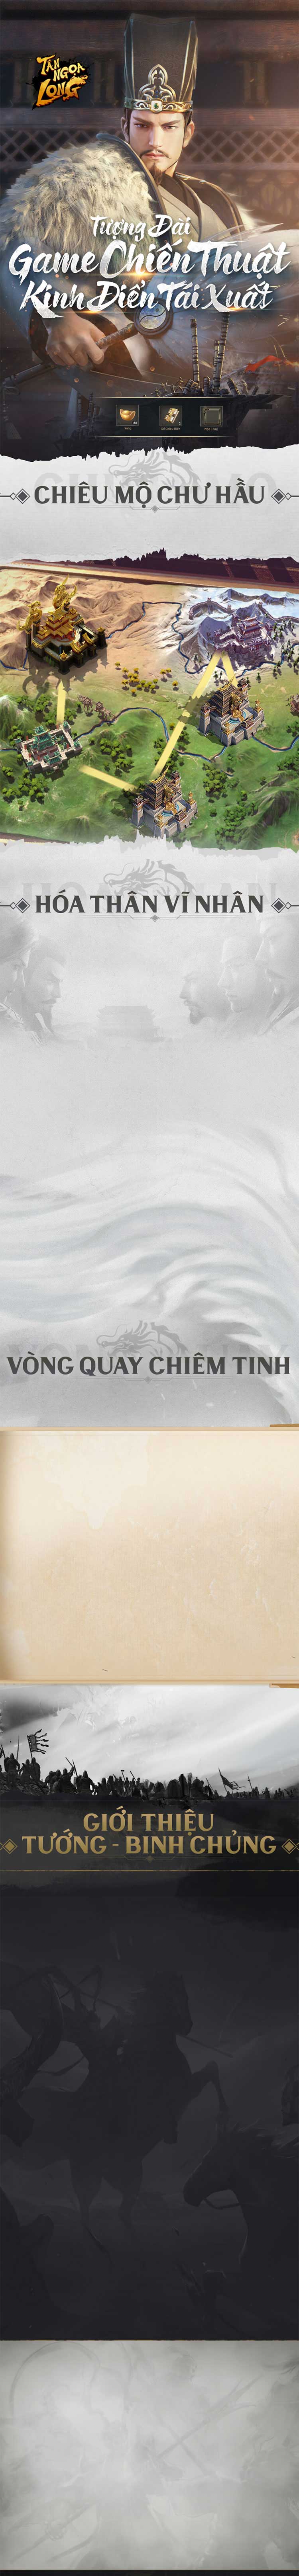 TÂN NGỌA
LONG
Tượng Đài
Game Chiến Thuật
Kinh Điển Tái Xuất
CHIÊU MỘ CHƯ HẦU
HÓA THÂN VĨ NHÂN
VÒNG QUAY CHIÊM TINH
GIỚI THIỆU
TƯỚNG - BINH CHỦNG